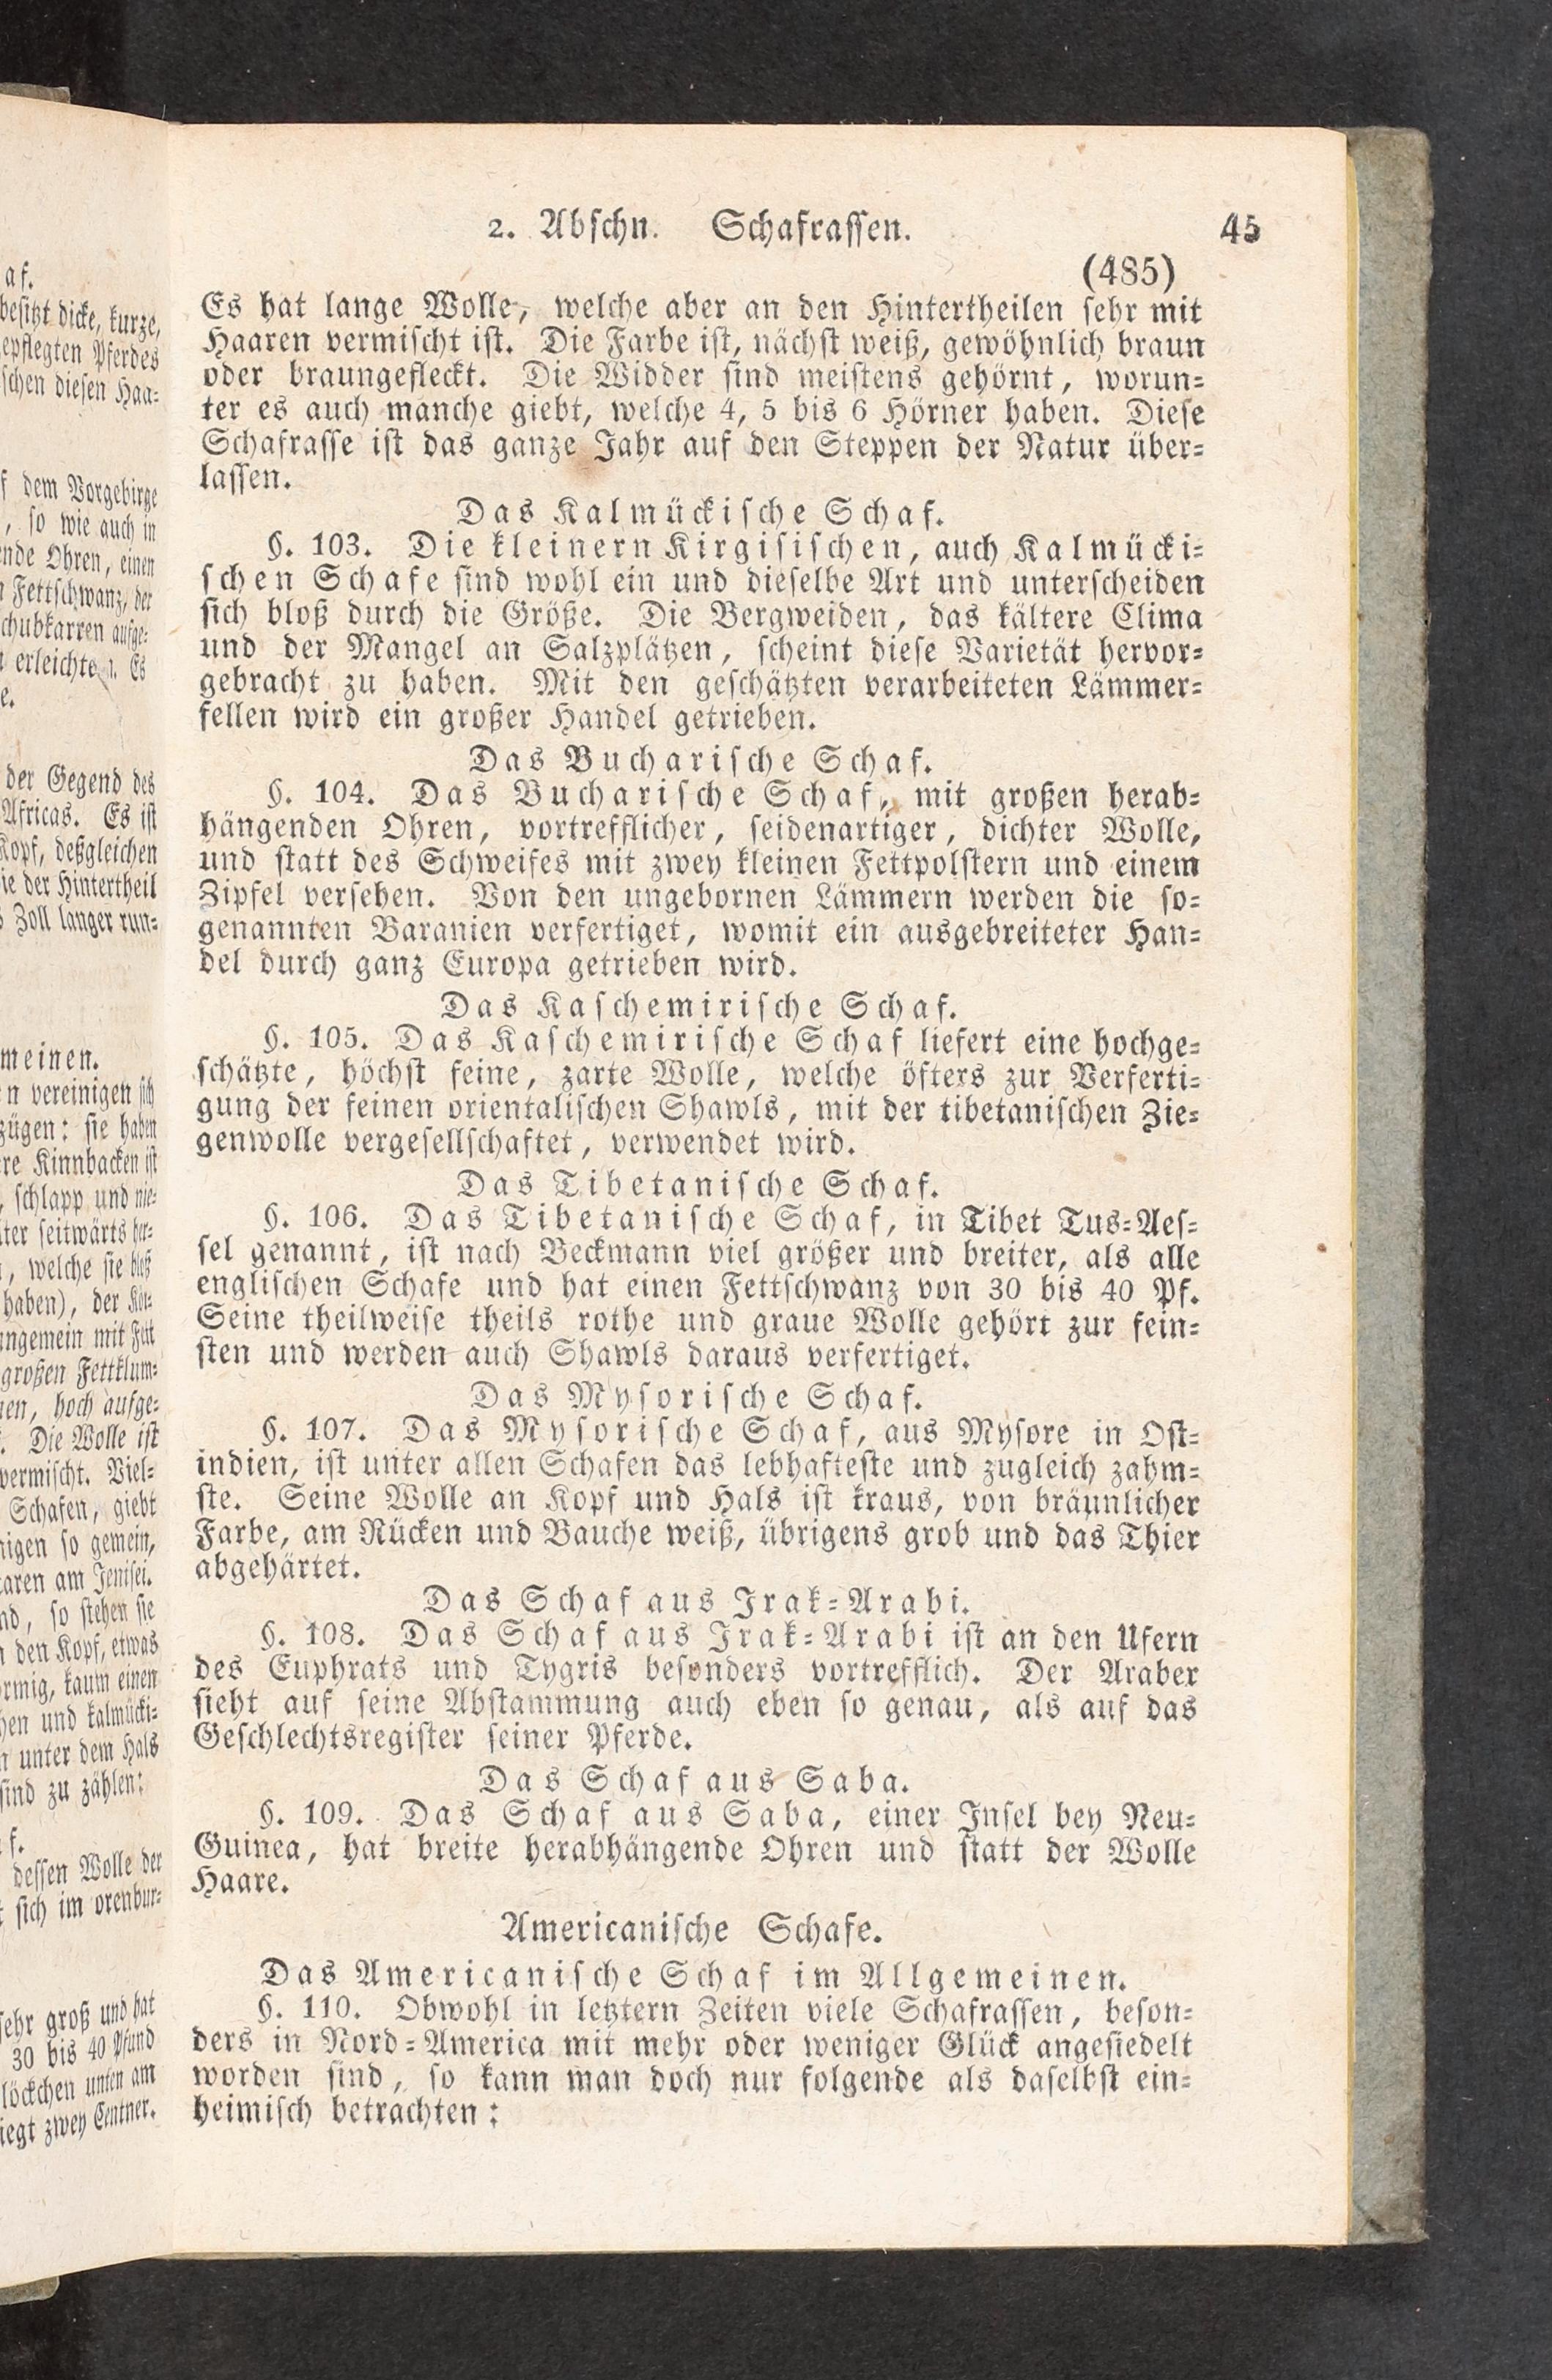 2. Abschn. Schafrassen. 45
(485)
Es hat lange Wolle, welche aber an den Hintertheilen sehr mit
Haaren vermischt ist. Die Farbe ist, nächst weiß, gewöhnlich braun
oder braungefleckt. Die Widder sind meistens gehörnt, worun-
ter es auch manche giebt, welche 4, 5 bis 6 Hörner haben. Diese
Schafrasse ist das ganze Jahr auf den Steppen der Natur über-
lassen.
Das Kalmückische Schaf.
§. 103. Die kleinern Kirgisischen, auch Kalmücki-
schen Schafe sind wohl ein und dieselbe Art und unterscheiden
sich bloß durch die Größe. Die Bergweiden, das kältere Clima
und der Mangel an Salzplätzen, scheint diese Varietät hervor-
gebracht zu haben. Mit den geschätzten verarbeiteten Lämmer-
fellen wird ein großer Handel getrieben.
Das Bucharische Schaf.
§. 104. Das Bucharische Schaf, mit großen herab-
hängenden Ohren, vortrefflicher, seidenartiger, dichter Wolle,
und statt des Schweifes mit zwey kleinen Fettpolstern und einem
Zipfel versehen. Von den ungebornen Lämmern werden die so-
genannten Baranien verfertiget, womit ein ausgebreiteter Han-
del durch ganz Europa getrieben wird.
Das Kaschemirische Schaf.
§. 105. Das Kaschemirische Schaf liefert eine hochge-
schätzte, höchst feine, zarte Wolle, welche öfters zur Verferti-
gung der feinen orientalischen Shawls, mit der tibetanischen Zie-
genwolle vergesellschaftet, verwendet wird.
Das Tibetanische Schaf.
§. 106. Das Tibetanische Schaf, in Tibet Tus-Aes-
sel genannt, ist nach Beckmann viel größer und breiter, als alle
englischen Schafe und hat einen Fettschwanz von 30 bis 40 Pf.
Seine theilweise theils rothe und graue Wolle gehört zur fein-
sten und werden auch Shawls daraus verfertiget.
Das Mysorische Schaf.
§. 107. Das Mysorische Schaf, aus Mysore in Ost-
indien, ist unter allen Schafen das lebhafteste und zugleich zahm-
ste. Seine Wolle an Kopf und Hals ist kraus, von bräunlicher
Farbe, am Rücken und Bauche weiß, übrigens grob und das Thier
abgehärtet.
Das Schaf aus Irak-Arabi.
§. 108. Das Schaf aus Irak-Arabi ist an den Ufern
des Euphrats und Tygris besonders vortrefflich. Der Araber
sieht auf seine Abstammung auch eben so genau, als auf das
Geschlechtsregister seiner Pferde.
Das Schaf aus Saba.
§. 109. Das Schaf aus Saba, einer Insel bey Neu-
Guinea, hat breite herabhängende Ohren und statt der Wolle
Haare.
Americanische Schafe.
Das Americanische Schaf im Allgemeinen.
§. 110. Obwohl in letztern Zeiten viele Schafrassen, beson-
ders in Nord-America mit mehr oder weniger Glück angesiedelt
worden sind, so kann man doch nur folgende als daselbst ein-
heimisch betrachten: